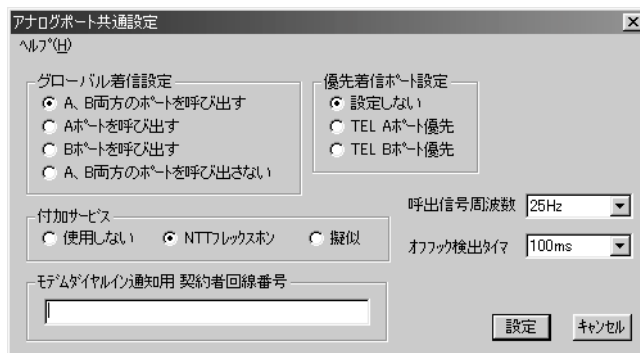 アナログポート共通設定
ﾍﾙﾌﾟ(H)
グローバル着信設定
A、B両方のﾎﾟｰﾄを呼び出す
Aﾎﾟｰﾄを呼び出す
Bﾎﾟｰﾄを呼び出す
A、B両方のﾎﾟｰﾄを呼び出さない
優先着信ﾎﾟｰﾄ設定
設定しない
TEL Aﾎﾟｰﾄ優先
TEL Bﾎﾟｰﾄ優先
付加ｻｰﾋﾞｽ
使用しない
NTTﾌﾚｯｸｽﾎﾝ
擬似
呼出信号周波数 25Hz
ｵﾌﾌｯｸ検出ﾀｲﾏ 100ms
ﾓﾃﾞﾑﾀﾞｲﾔﾙｲﾝ通知用 契約者回線番号
設定
ｷｬﾝｾﾙ